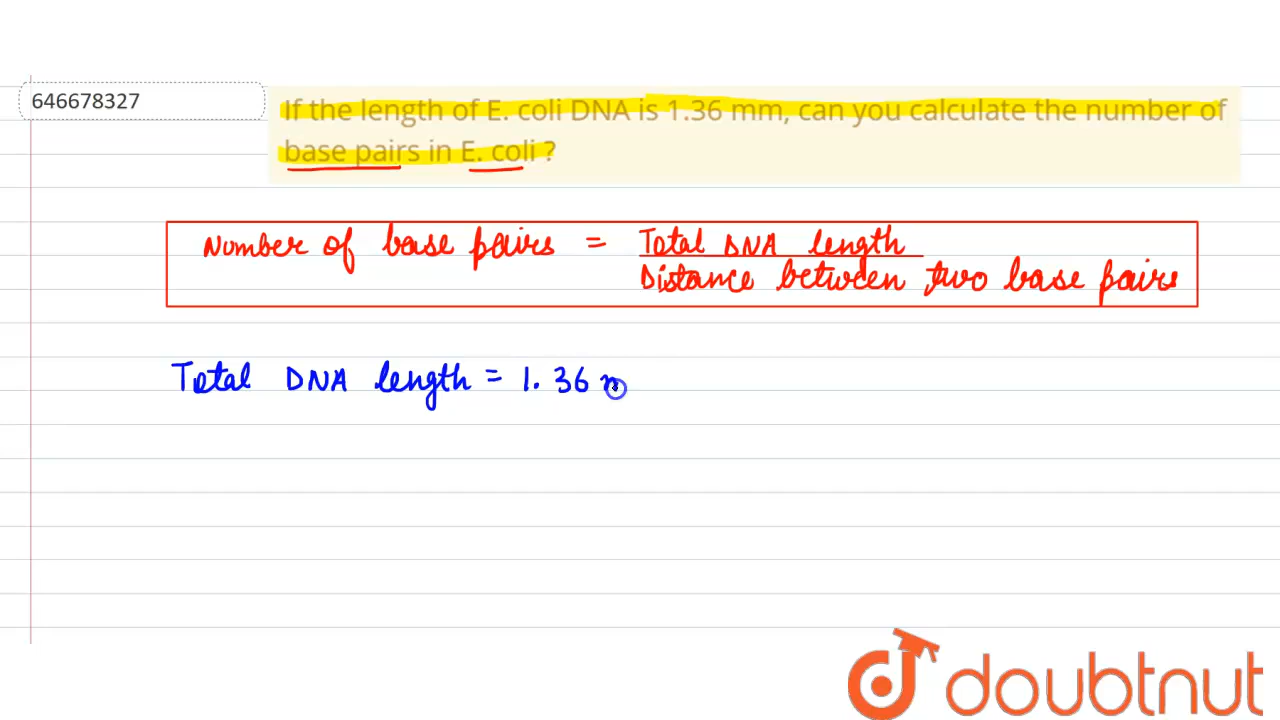 646678327
If the length of E. coli DNA is 1.36 mm, can you calculate the number of
base pairs in E. coli ?
Number of base pairs = Total DNA length
Distance between two base pairs
Total DNA length = 1.36
doubtnut